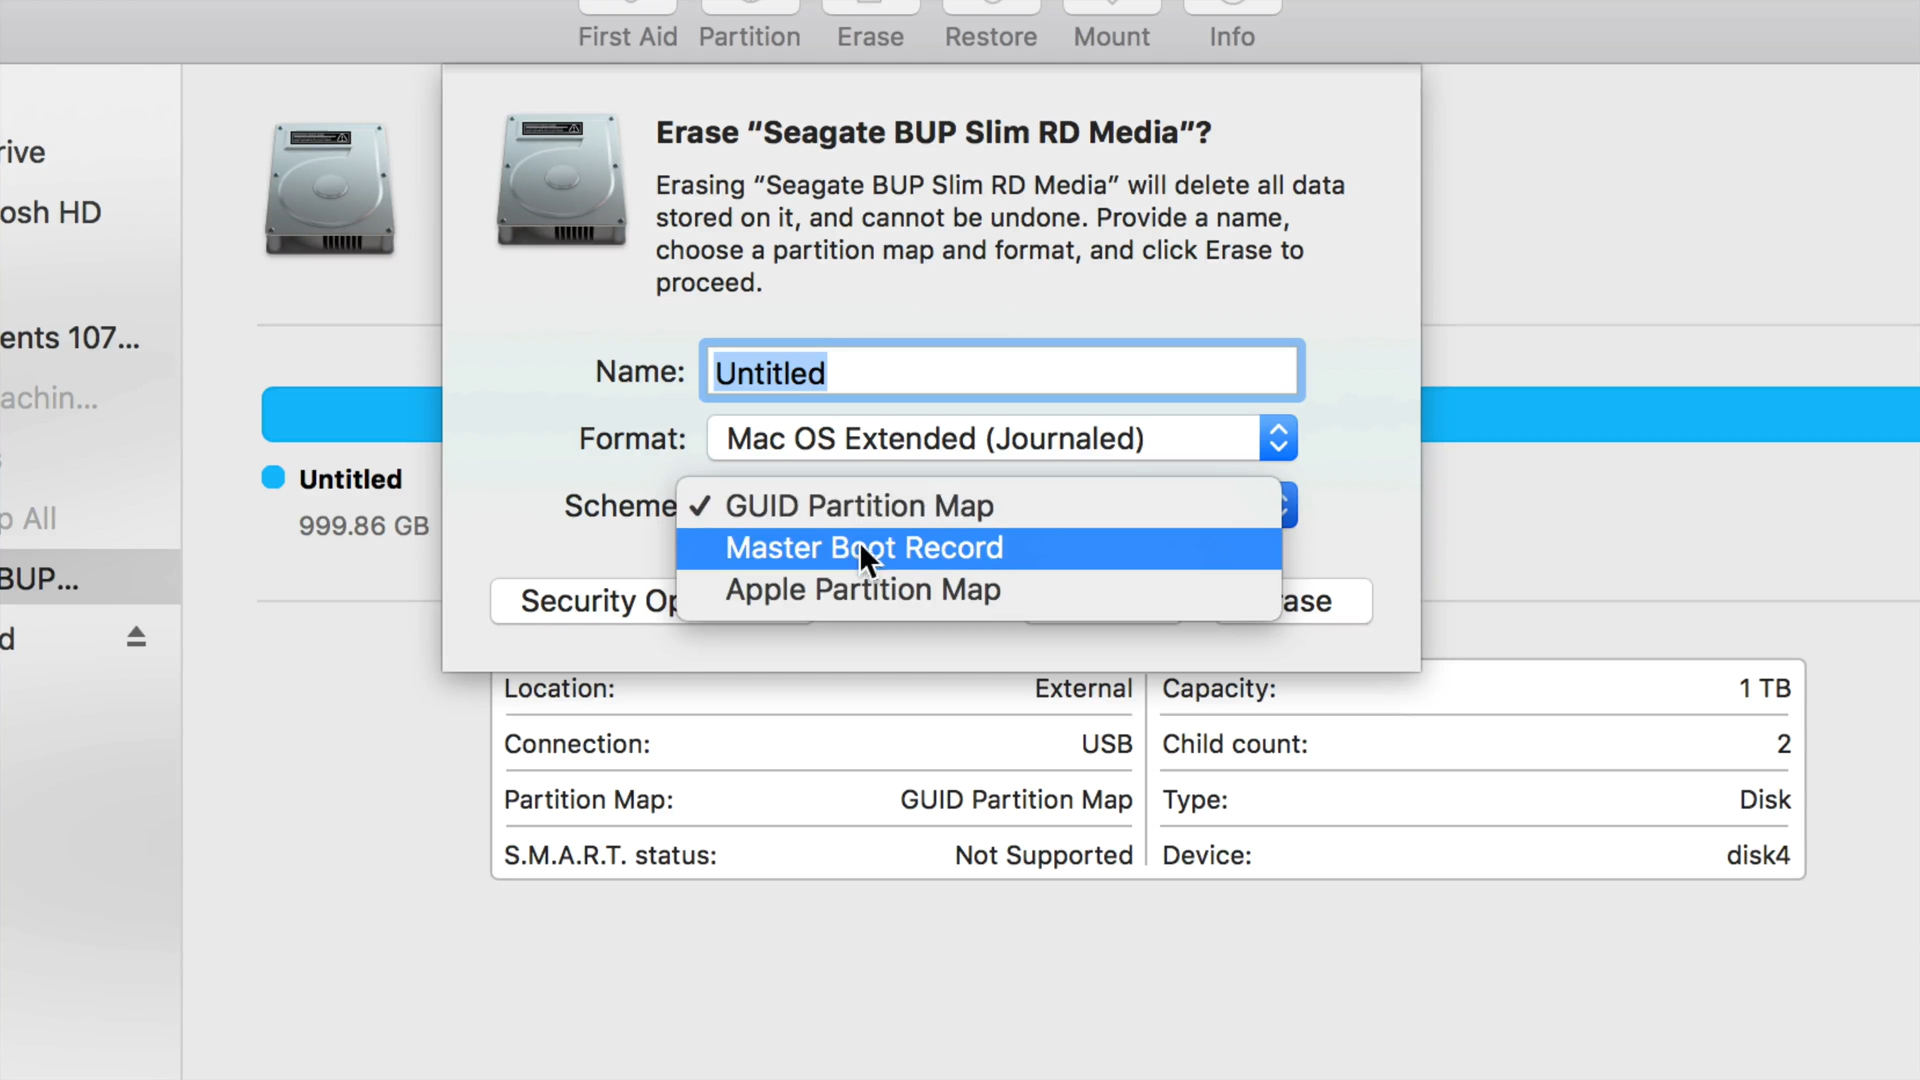 First Aid Partition Erase Restore Mount Info
rive
osh HD
ents 107...
achin...
p All
BUP...
d
Erase “Seagate BUP Slim RD Media”?
Erasing “Seagate BUP Slim RD Media” will delete all data
stored on it, and cannot be undone. Provide a name,
choose a partition map and format, and click Erase to
proceed.
Name: Untitled
Format: Mac OS Extended (Journaled)
Scheme ✓ GUID Partition Map
Master Boot Record
Apple Partition Map
Security Op
rase
Untitled
999.86 GB
Location: External
Connection: USB
Partition Map: GUID Partition Map
S.M.A.R.T. status: Not Supported
Capacity: 1 TB
Child count: 2
Type: Disk
Device: disk4